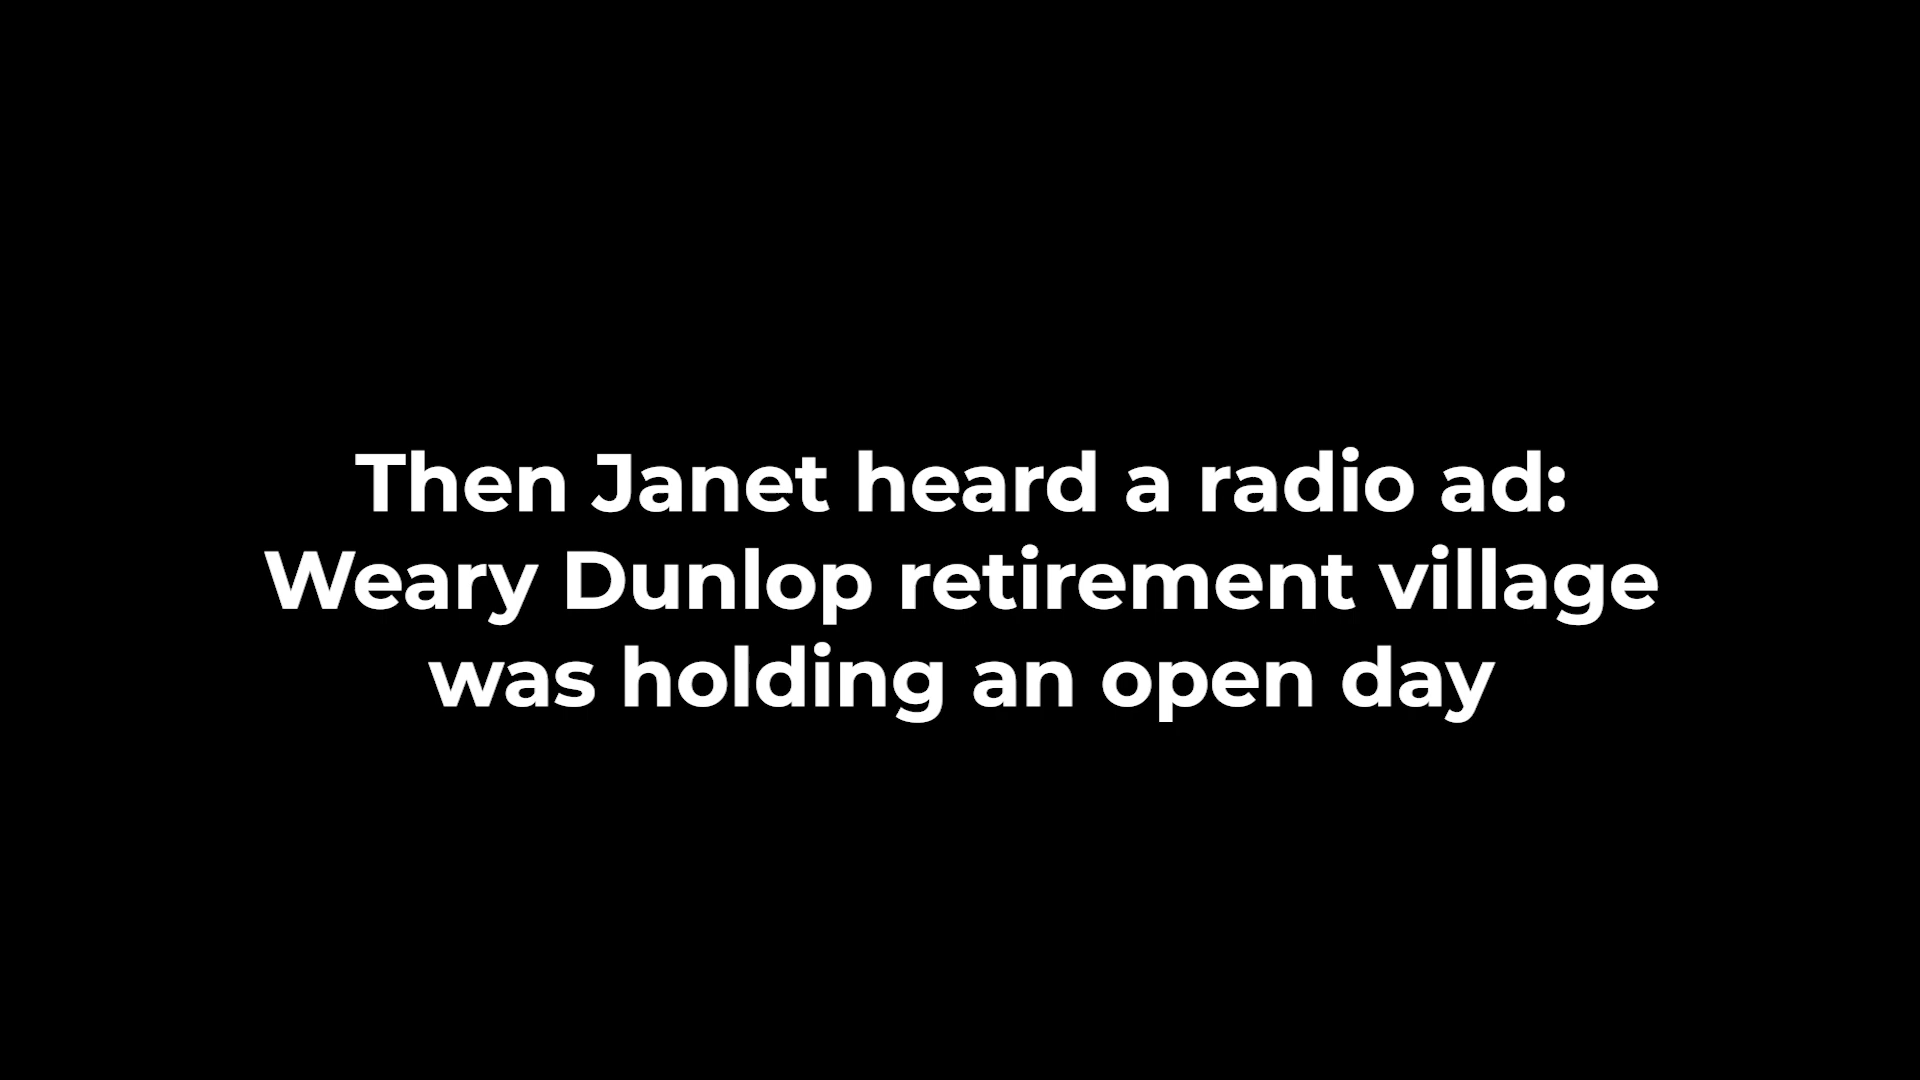 Then Janet heard a radio ad:
Weary Dunlop retirement village
was holding an open day